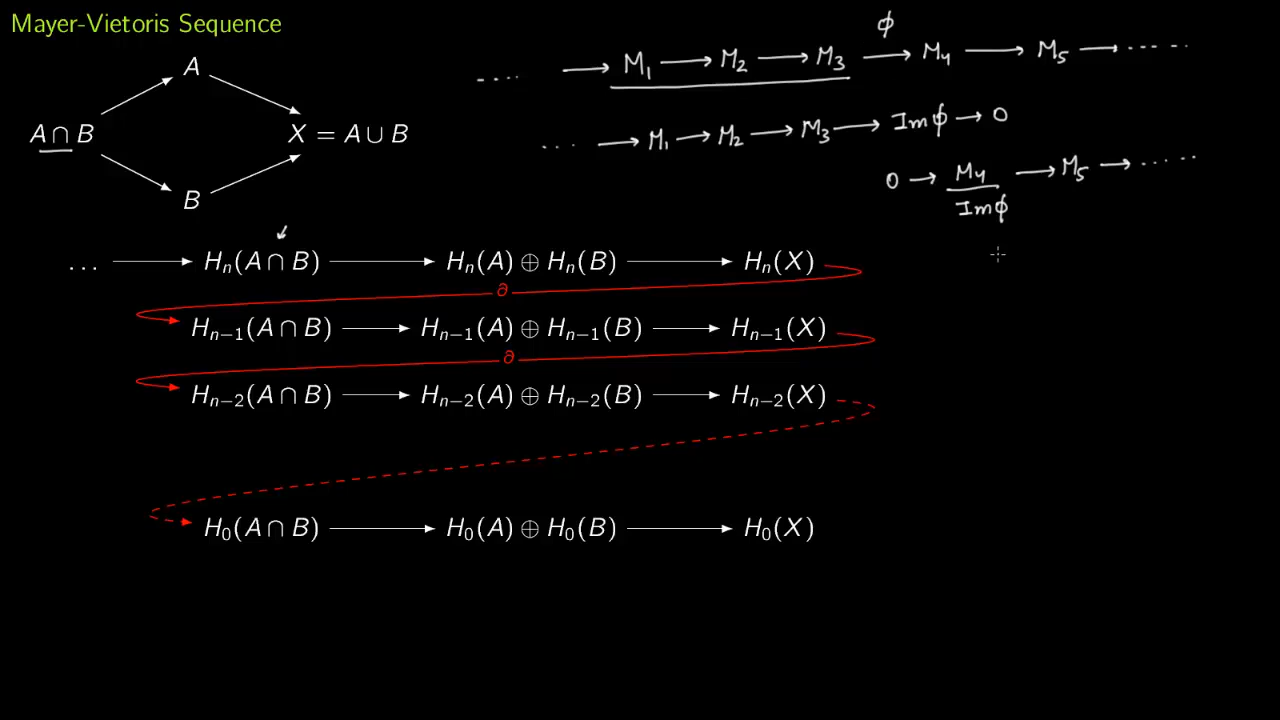 Mayer-Vietoris Sequence
A
A ∩ B
X = A ∪ B
B
.... → M₁ → M₂ → M₃ → M₄ → M₅ → .....
ϕ
... → M₁ → M₂ → M₃ → Imϕ → 0
0 → M₄/Imϕ → M₅ → .....
... → Hₙ(A ∩ B) → Hₙ(A) ⊕ Hₙ(B) → Hₙ(X)
∂
Hₙ₋₁(A ∩ B) → Hₙ₋₁(A) ⊕ Hₙ₋₁(B) → Hₙ₋₁(X)
∂
Hₙ₋₂(A ∩ B) → Hₙ₋₂(A) ⊕ Hₙ₋₂(B) → Hₙ₋₂(X)
H₀(A ∩ B) → H₀(A) ⊕ H₀(B) → H₀(X)